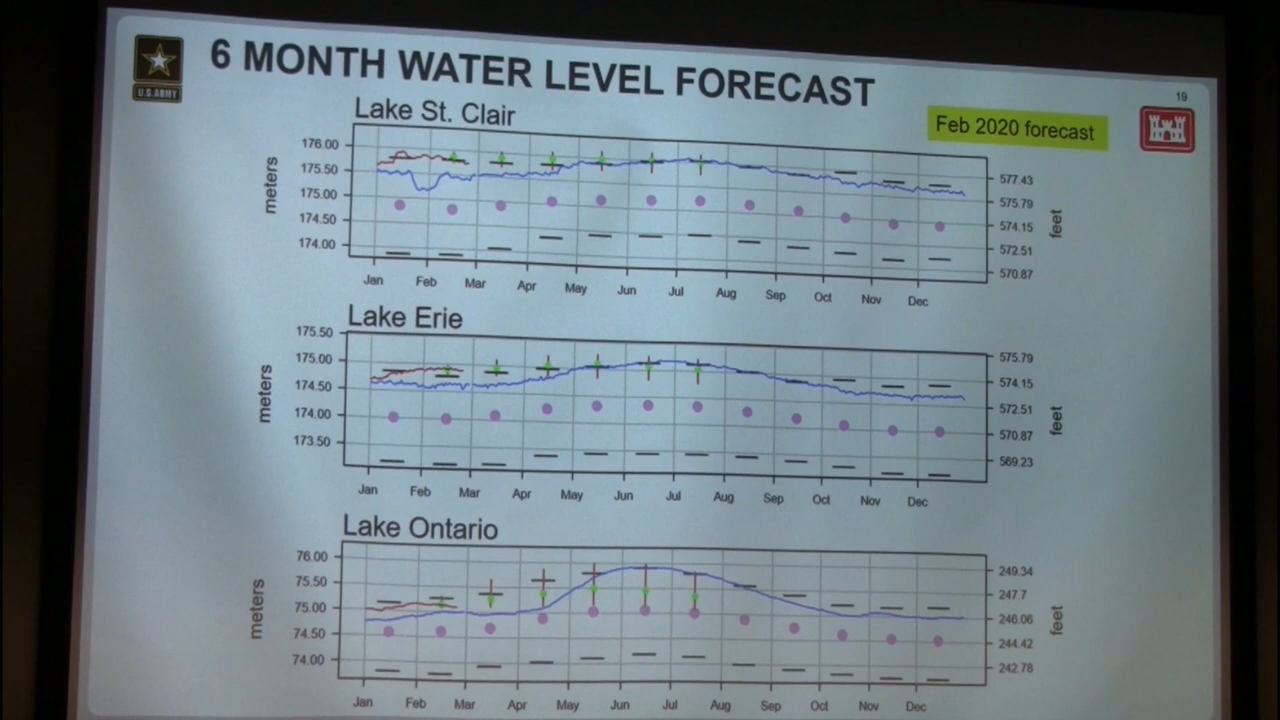 6 MONTH WATER LEVEL FORECAST
19
U.S.ARMY
Feb 2020 forecast
Lake St. Clair
meters
176.00
175.50
175.00
174.50
174.00
577.43
575.79
574.15
572.51
570.87
feet
Jan Feb Mar Apr May Jun Jul Aug Sep Oct Nov Dec
Lake Erie
meters
175.50
175.00
174.50
174.00
173.50
575.79
574.15
572.51
570.87
569.23
feet
Jan Feb Mar Apr May Jun Jul Aug Sep Oct Nov Dec
Lake Ontario
meters
76.00
75.50
75.00
74.50
74.00
249.34
247.7
246.06
244.42
242.78
feet
Jan Feb Mar Apr May Jun Jul Aug Sep Oct Nov Dec